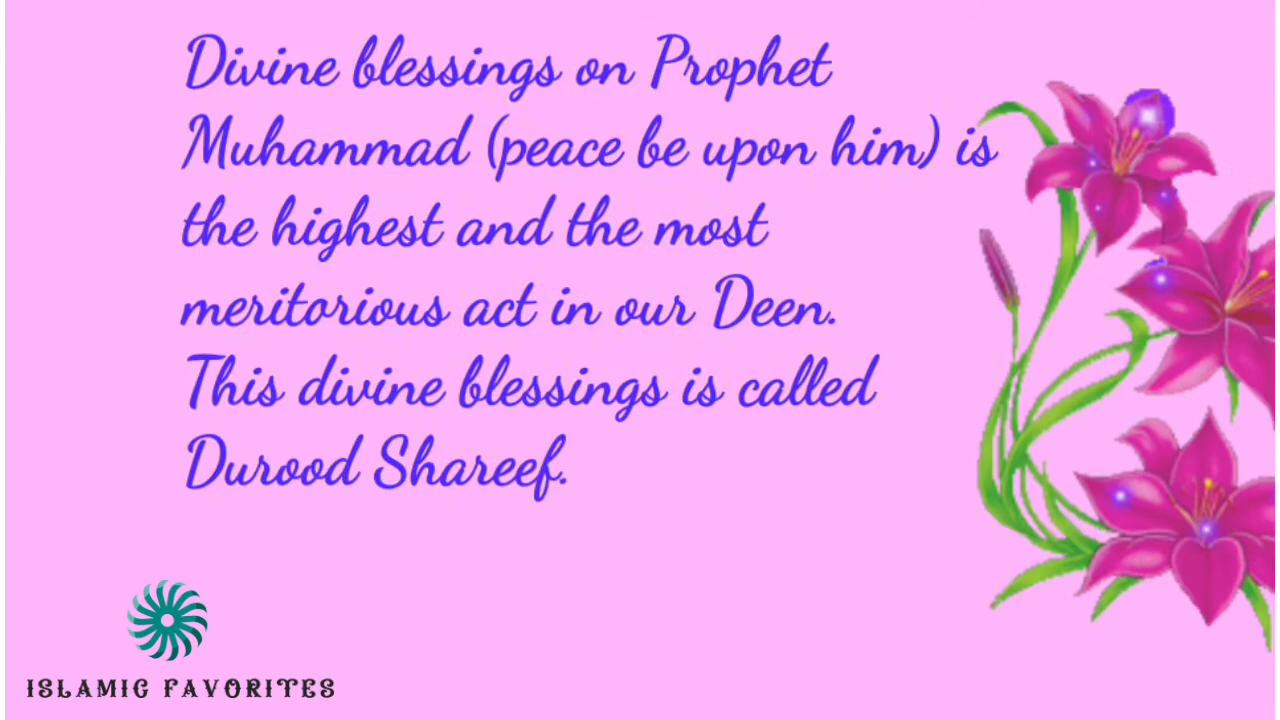 Divine blessings on Prophet
Muhammad (peace be upon him) is
the highest and the most
meritorious act in our Deen.
This divine blessings is called
Durood Shareef.
ISLAMIC FAVORITES